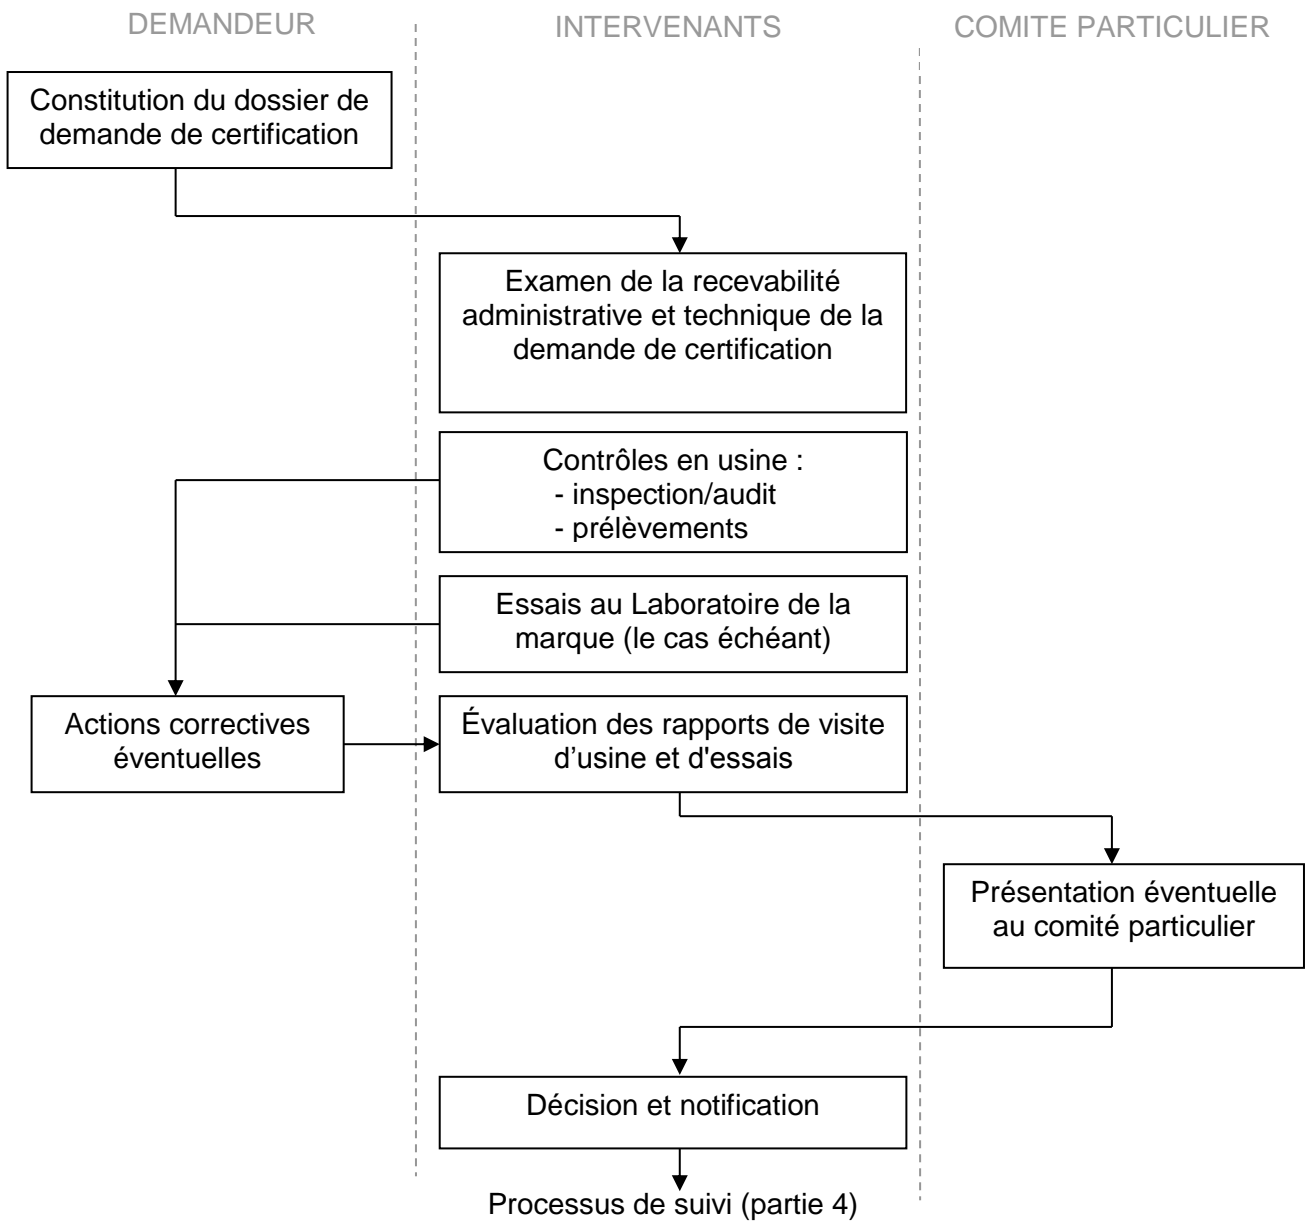 DEMANDEUR
INTERVENANTS
COMITE PARTICULIER
Constitution du dossier de
demande de certification
Examen de la recevabilité
administrative et technique de la
demande de certification
Contrôles en usine :
- inspection/audit
- prélèvements
Essais au Laboratoire de la
marque (le cas échéant)
Actions correctives
éventuelles
Évaluation des rapports de visite
d’usine et d'essais
Présentation éventuelle
au comité particulier
Décision et notification
Processus de suivi (partie 4)